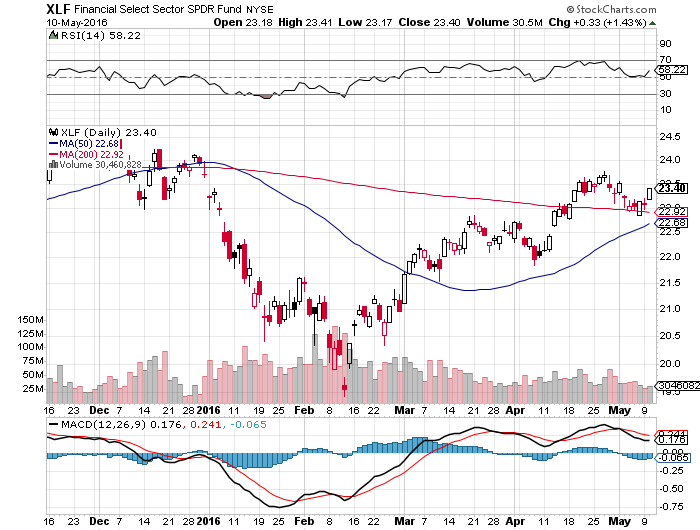 XLF Financial Select Sector SPDR Fund NYSE © StockCharts.com
10-May-2016 Open 23.18 High 23.41 Low 23.17 Close 23.40 Volume 30.5M Chg +0.33 (+1.43%)
RSI(14) 58.22
90
70
58.22
50
30
10
XLF (Daily) 23.40
MA(50) 22.68
MA(200) 22.92
Volume 30,460,828
24.5
24.0
23.5
23.40
23.0
22.92
22.68
22.5
22.0
21.5
21.0
20.5
20.0
19.5
150M
125M
100M
75M
50M
25M
30460828
16 23 Dec 7 14 21 2016 11 19 25 Feb 8 16 22 Mar 7 14 21 28 Apr 11 18 25 May 9
MACD(12,26,9) 0.176, 0.241, -0.065
0.241
0.176
0.00
-0.065
-0.25
-0.50
-0.75
16 23 Dec 7 14 21 2016 11 19 25 Feb 8 16 22 Mar 7 14 21 28 Apr 11 18 25 May 9